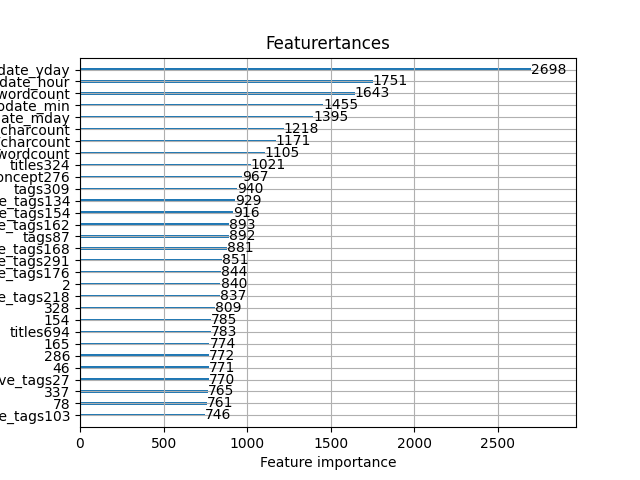 Featurertances
date_yday 2698
date_hour 1751
wordcount 1643
pdate_min 1455
ate_mday 1395
charcount 1218
charcount 1171
wordcount 1105
titles324 1021
oncept276 967
tags309 940
e_tags134 929
e_tags154 916
e_tags162 893
tags87 892
e_tags168 881
e_tags291 851
e_tags176 844
2 840
e_tags218 837
328 809
154 785
titles694 783
165 774
286 772
46 771
ve_tags27 770
337 765
78 761
e_tags103 746
0 500 1000 1500 2000 2500
Feature importance